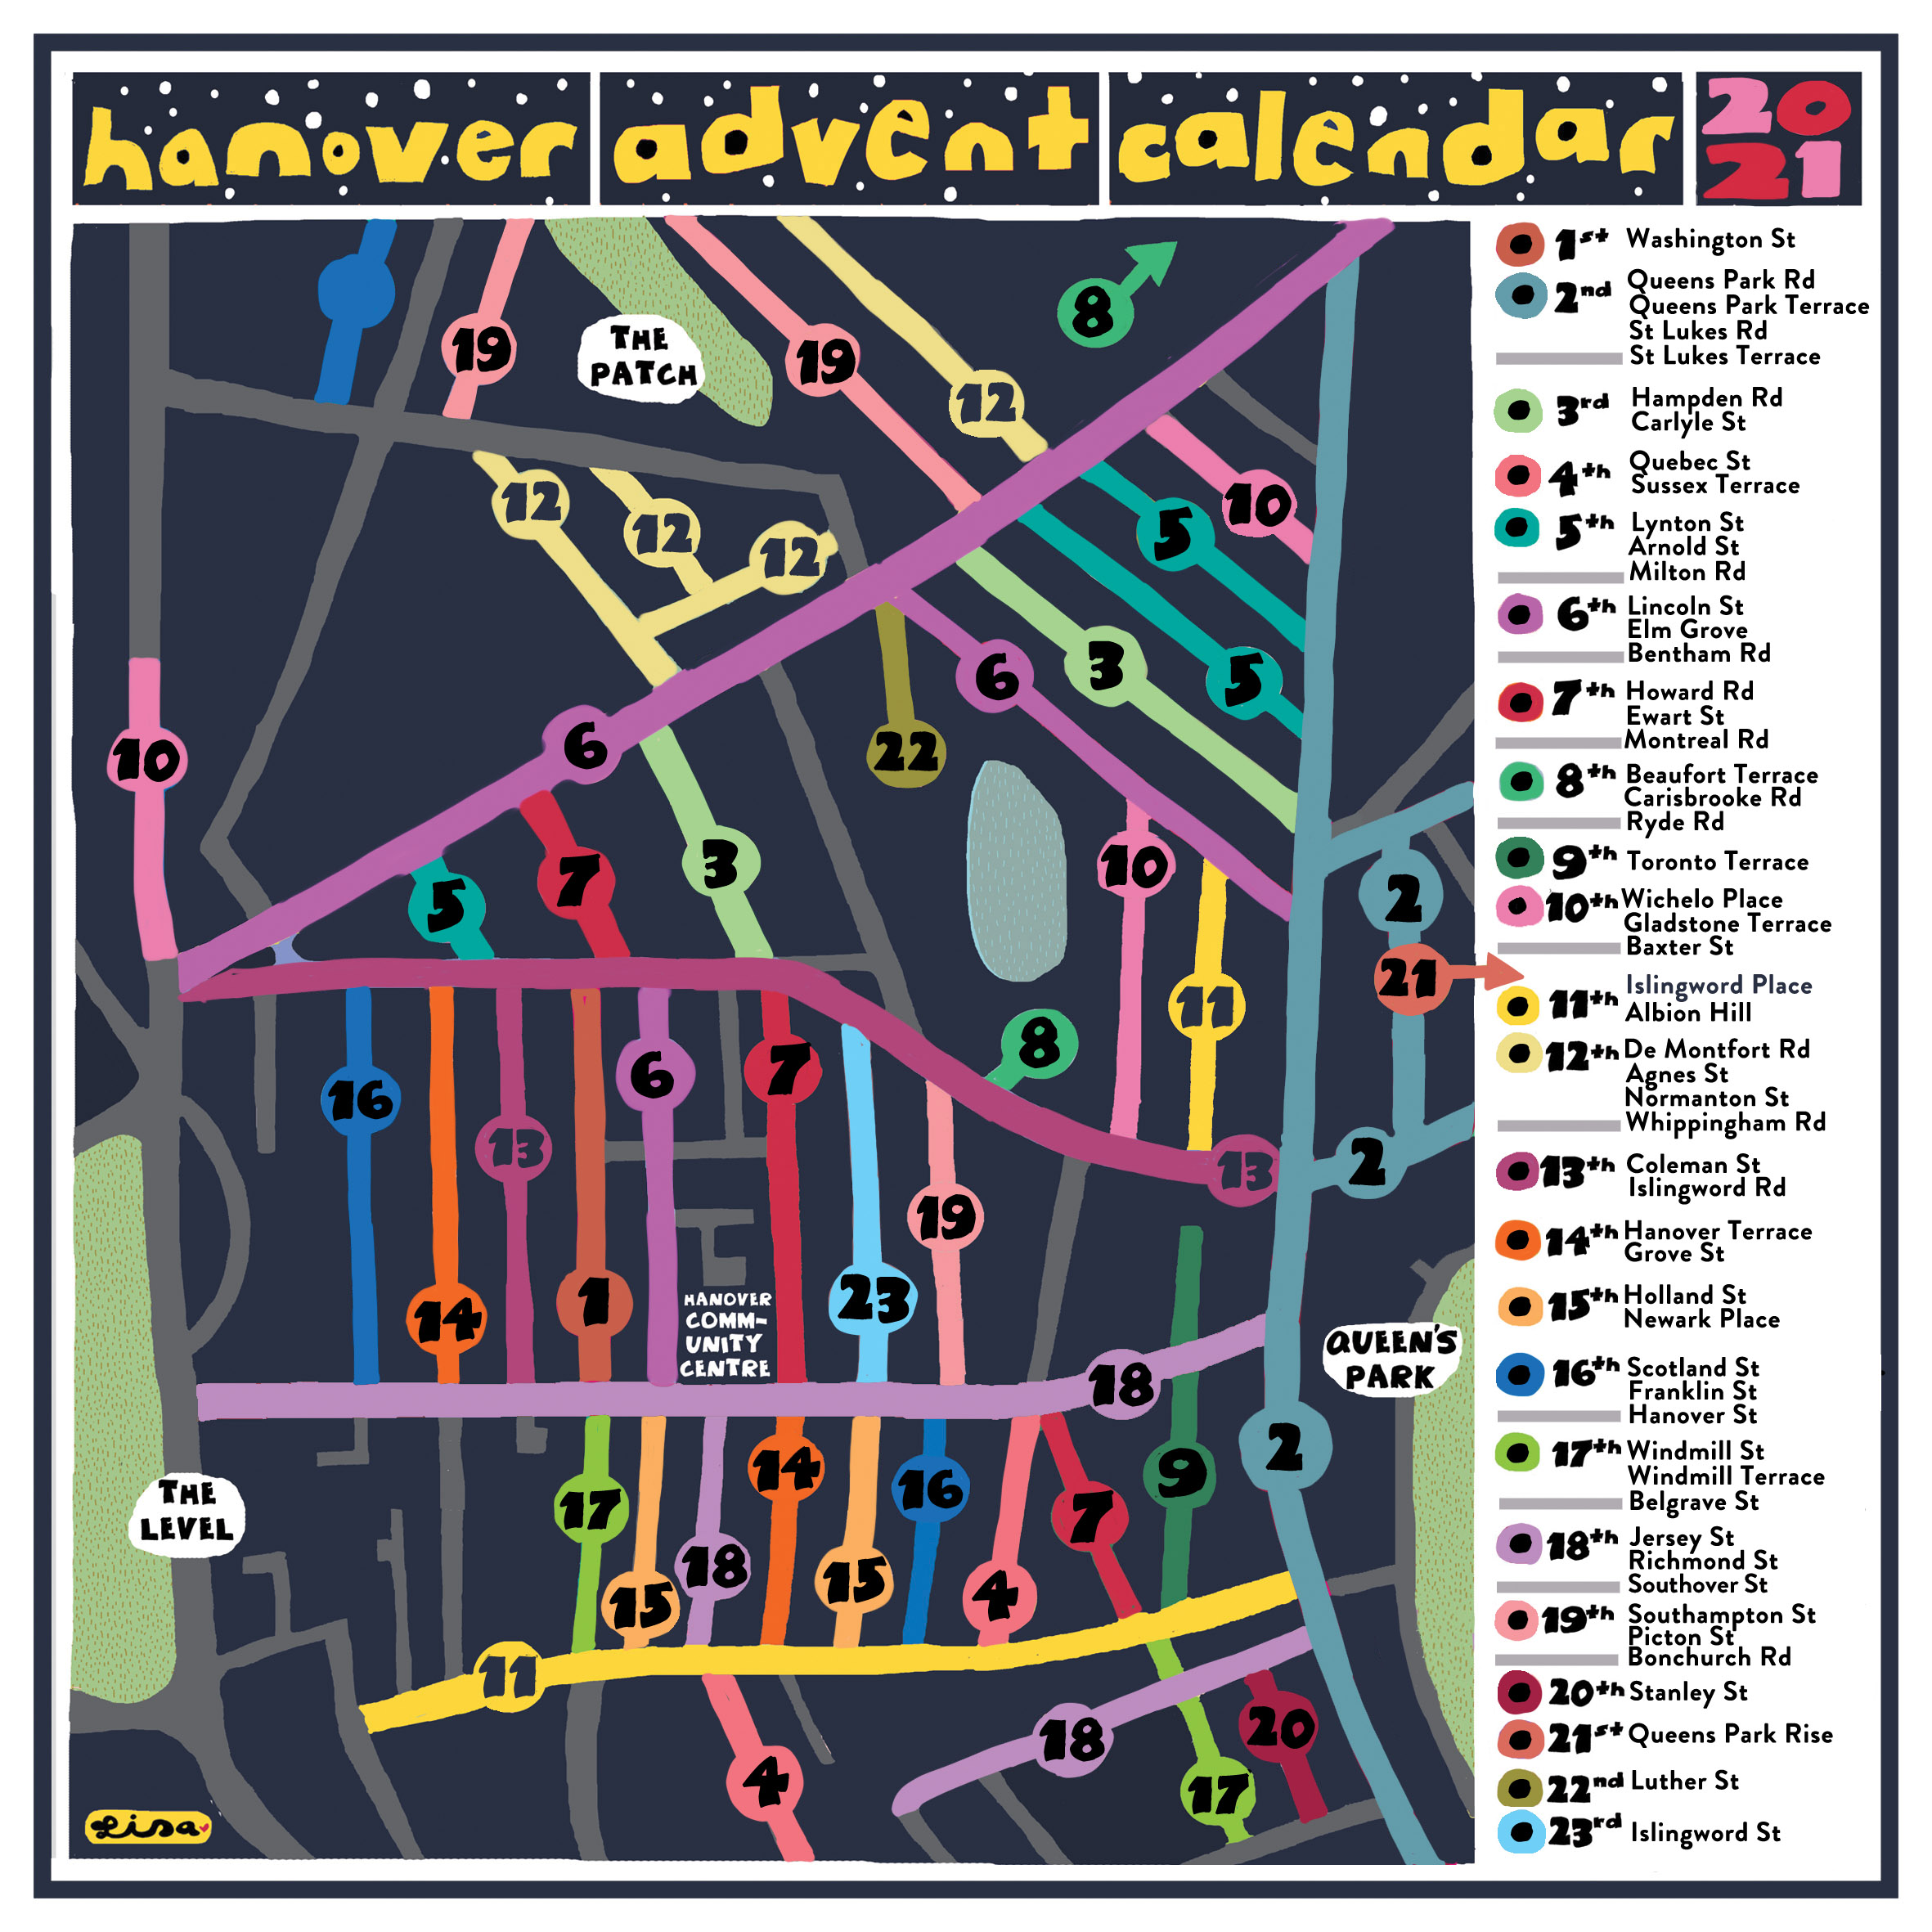 hanover advent calendar 20
21
8
19
THE
PATCH
19
12
12
12
12
10
5
6
3
5
6
22
10
7
3
5
10
2
21
11
8
16
6
7
13
13
2
19
1
14
23
HANOVER
COMM-
UNITY
CENTRE
18
QUEEN'S
PARK
2
14
9
16
THE
LEVEL
17
7
18
15
15
4
11
18
20
4
17
Lisa
1st Washington St
2nd Queens Park Rd
Queens Park Terrace
St Lukes Rd
St Lukes Terrace
3rd Hampden Rd
Carlyle St
4th Quebec St
Sussex Terrace
5th Lynton St
Arnold St
Milton Rd
6th Lincoln St
Elm Grove
Bentham Rd
7th Howard Rd
Ewart St
Montreal Rd
8th Beaufort Terrace
Carisbrooke Rd
Ryde Rd
9th Toronto Terrace
10th Wichelo Place
Gladstone Terrace
Baxter St
Islingword Place
11th Albion Hill
12th De Montfort Rd
Agnes St
Normanton St
Whippingham Rd
13th Coleman St
Islingword Rd
14th Hanover Terrace
Grove St
15th Holland St
Newark Place
16th Scotland St
Franklin St
Hanover St
17th Windmill St
Windmill Terrace
Belgrave St
18th Jersey St
Richmond St
Southover St
19th Southampton St
Picton St
Bonchurch Rd
20th Stanley St
21st Queens Park Rise
22nd Luther St
23rd Islingword St